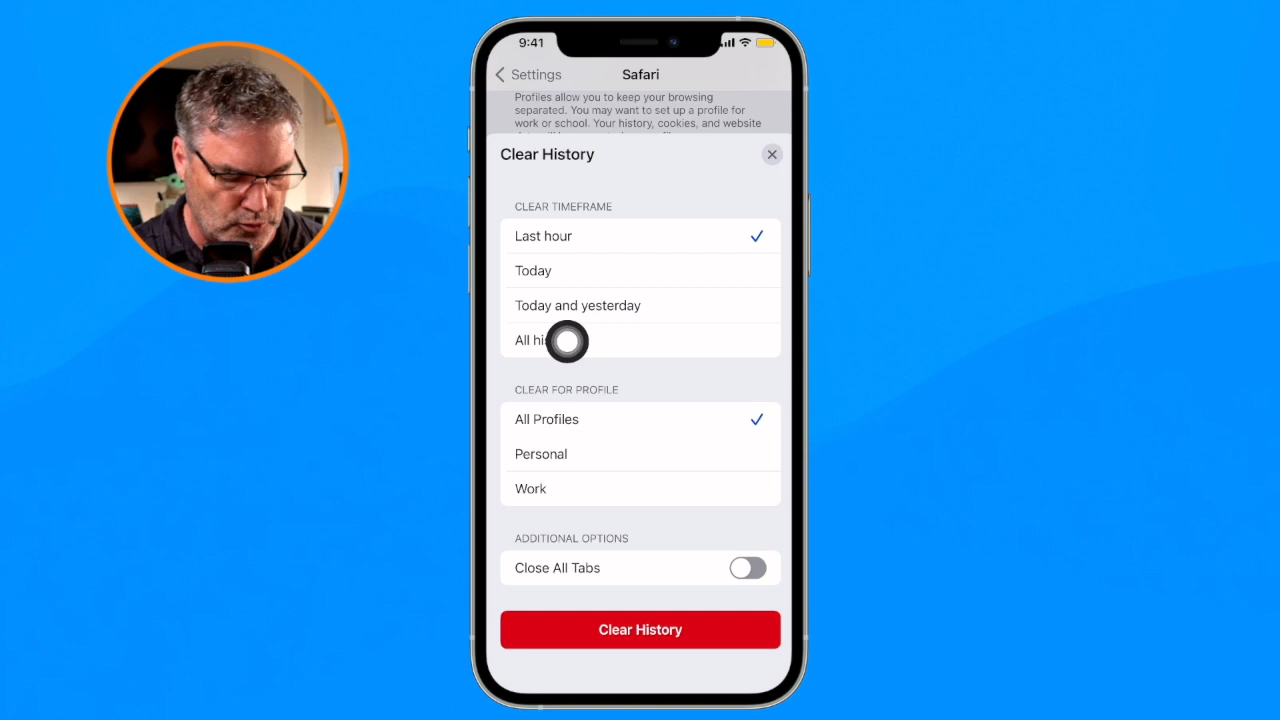 9:41
Settings
Safari
Profiles allow you to keep your browsing
separated. You may want to set up a profile for
work or school. Your history, cookies, and website
Clear History
CLEAR TIMEFRAME
Last hour
Today
Today and yesterday
All
CLEAR FOR PROFILE
All Profiles
Personal
Work
ADDITIONAL OPTIONS
Close All Tabs
Clear History